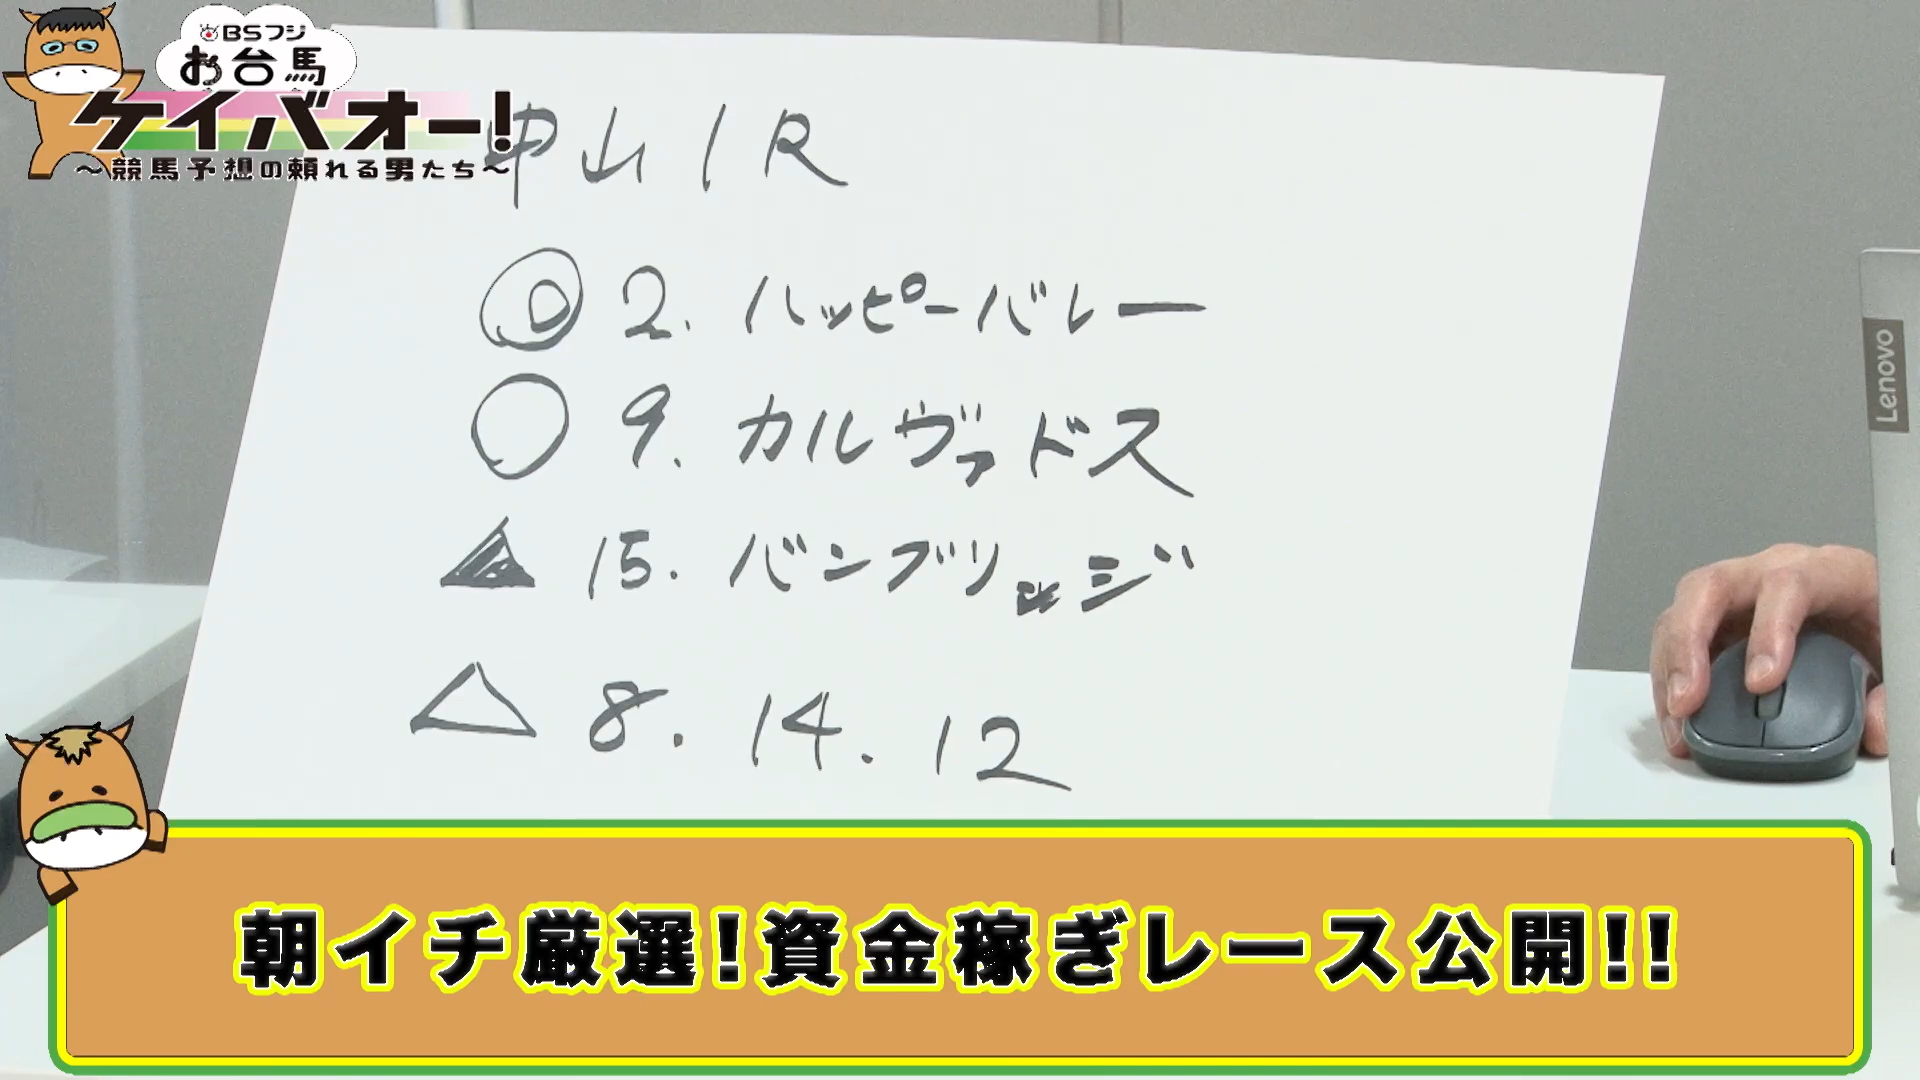 BSフジ
お台馬
ケイバオー!
～競馬予想の頼れる男たち～
中山1R
◎2.ハッピーバレー
○9.カルヴァドス
▲15.バンブリッジ
△8.14.12
Lenovo
朝イチ厳選!資金稼ぎレース公開!!